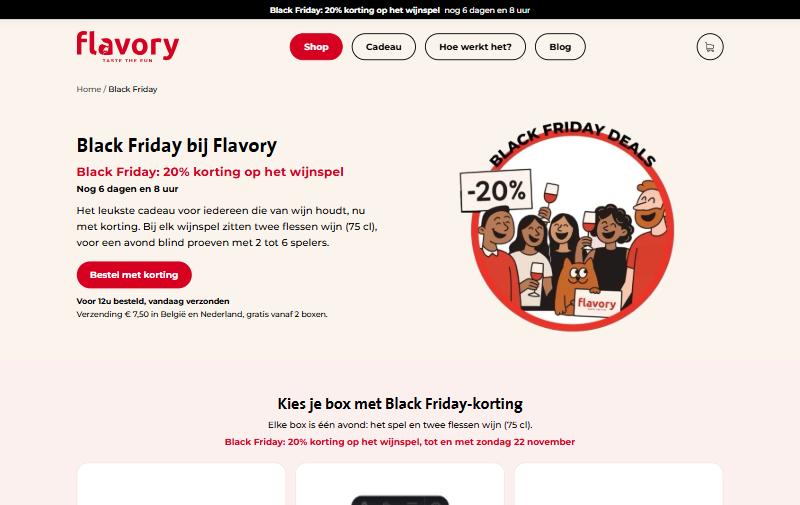 Black Friday: 20% korting op het wijnspel nog 6 dagen en 8 uur
flavory
TASTE THE FUN
Shop
Cadeau
Hoe werkt het?
Blog
Home / Black Friday
Black Friday bij Flavory
Black Friday: 20% korting op het wijnspel
Nog 6 dagen en 8 uur
Het leukste cadeau voor iedereen die van wijn houdt, nu
met korting. Bij elk wijnspel zitten twee flessen wijn (75 cl),
voor een avond blind proeven met 2 tot 6 spelers.
Bestel met korting
Voor 12u besteld, vandaag verzonden
Verzending € 7,50 in België en Nederland, gratis vanaf 2 boxen.
BLACK FRIDAY DEALS
-20%
flavory
Kies je box met Black Friday-korting
Elke box is één avond: het spel en twee flessen wijn (75 cl).
Black Friday: 20% korting op het wijnspel, tot en met zondag 22 november